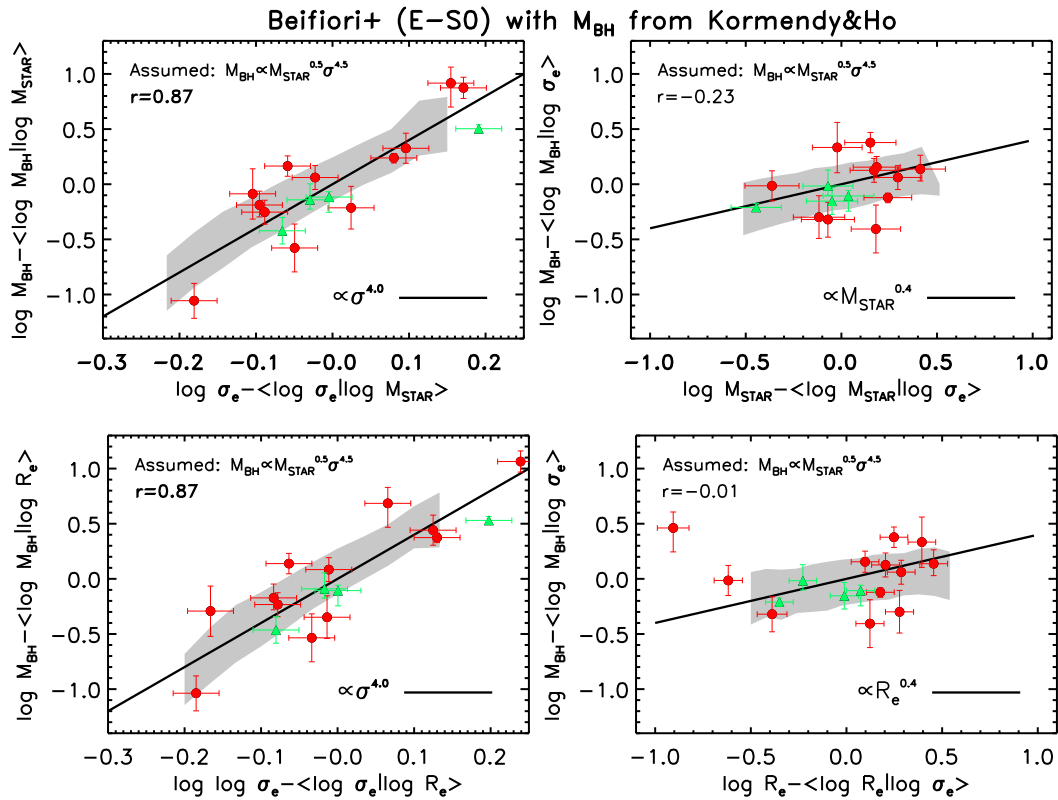 Beifiori+ (E−S0) with M_BH from Kormendy&Ho
Assumed: M_BH∝M_STAR^0.5 σ^4.5
r=0.87
log M_BH−<log M_BH|log M_STAR>
1.0
0.5
0.0
−0.5
−1.0
∝σ^4.0
−0.3 −0.2 −0.1 −0.0 0.1 0.2
log σ_e−<log σ_e|log M_STAR>
Assumed: M_BH∝M_STAR^0.5 σ^4.5
r=−0.23
log M_BH−<log M_BH|log σ_e>
1.0
0.5
0.0
−0.5
−1.0
∝M_STAR^0.4
−1.0 −0.5 0.0 0.5 1.0
log M_STAR−<log M_STAR|log σ_e>
Assumed: M_BH∝M_STAR^0.5 σ^4.5
r=0.87
log M_BH−<log M_BH|log R_e>
1.0
0.5
0.0
−0.5
−1.0
∝σ^4.0
−0.3 −0.2 −0.1 −0.0 0.1 0.2
log log σ_e−<log σ_e|log R_e>
Assumed: M_BH∝M_STAR^0.5 σ^4.5
r=−0.01
log M_BH−<log M_BH|log σ_e>
1.0
0.5
0.0
−0.5
−1.0
∝R_e^0.4
−1.0 −0.5 0.0 0.5 1.0
log R_e−<log R_e|log σ_e>